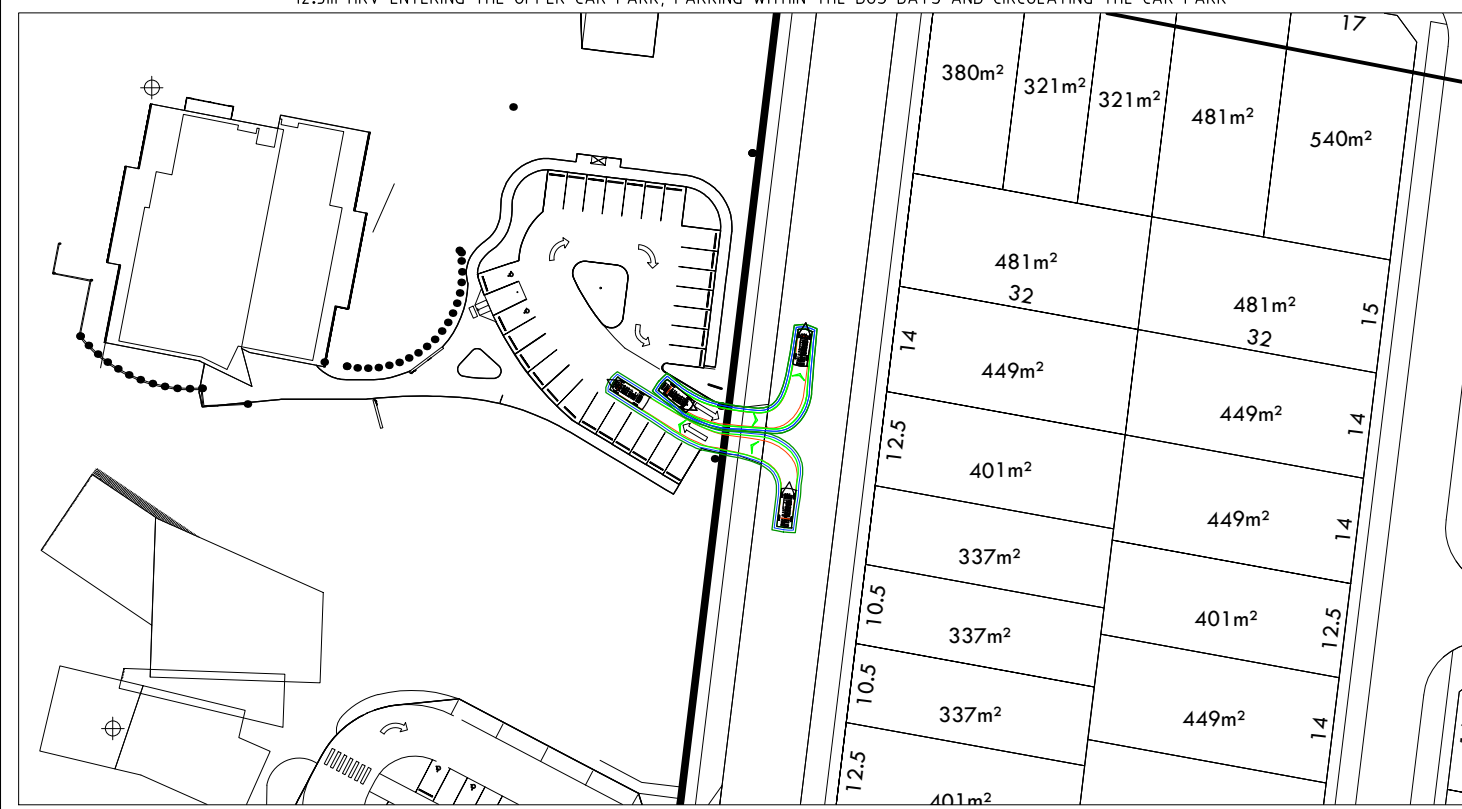 12.5m HRV ENTERING THE UPPER CAR PARK, PARKING WITHIN THE BUS BAYS AND CIRCULATING THE CAR PARK
17
380m²
321m²
321m²
481m²
540m²
481m²
32
481m²
32
15
14
449m²
449m²
14
12.5
401m²
449m²
14
337m²
10.5
401m²
12.5
337m²
10.5
337m²
449m²
14
12.5
401m²